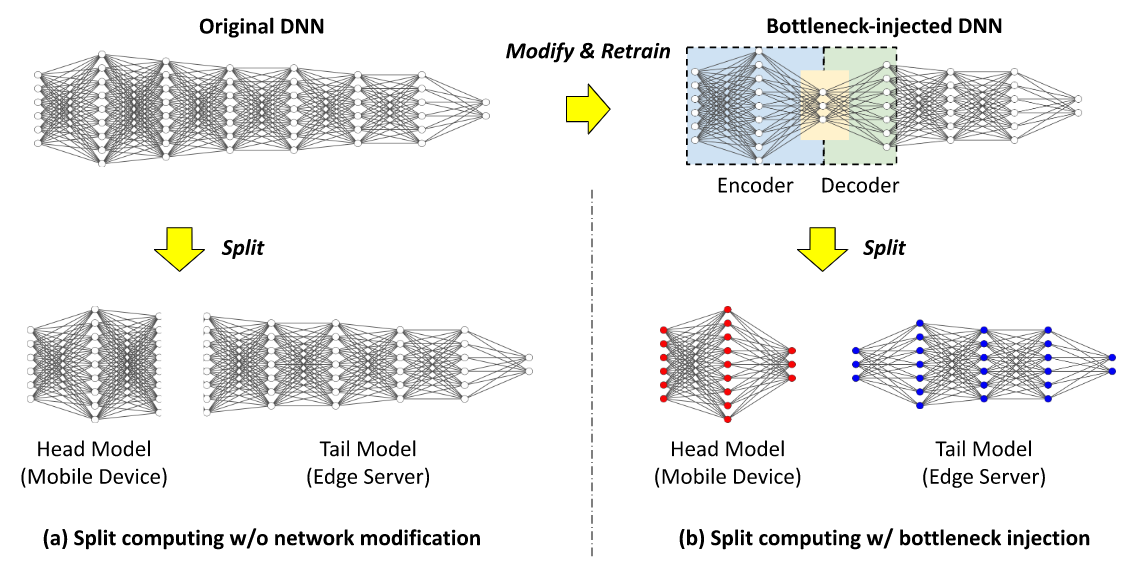 Original DNN
Modify & Retrain
Bottleneck-injected DNN
Encoder
Decoder
Split
Split
Head Model
(Mobile Device)
Tail Model
(Edge Server)
Head Model
(Mobile Device)
Tail Model
(Edge Server)
(a) Split computing w/o network modification
(b) Split computing w/ bottleneck injection